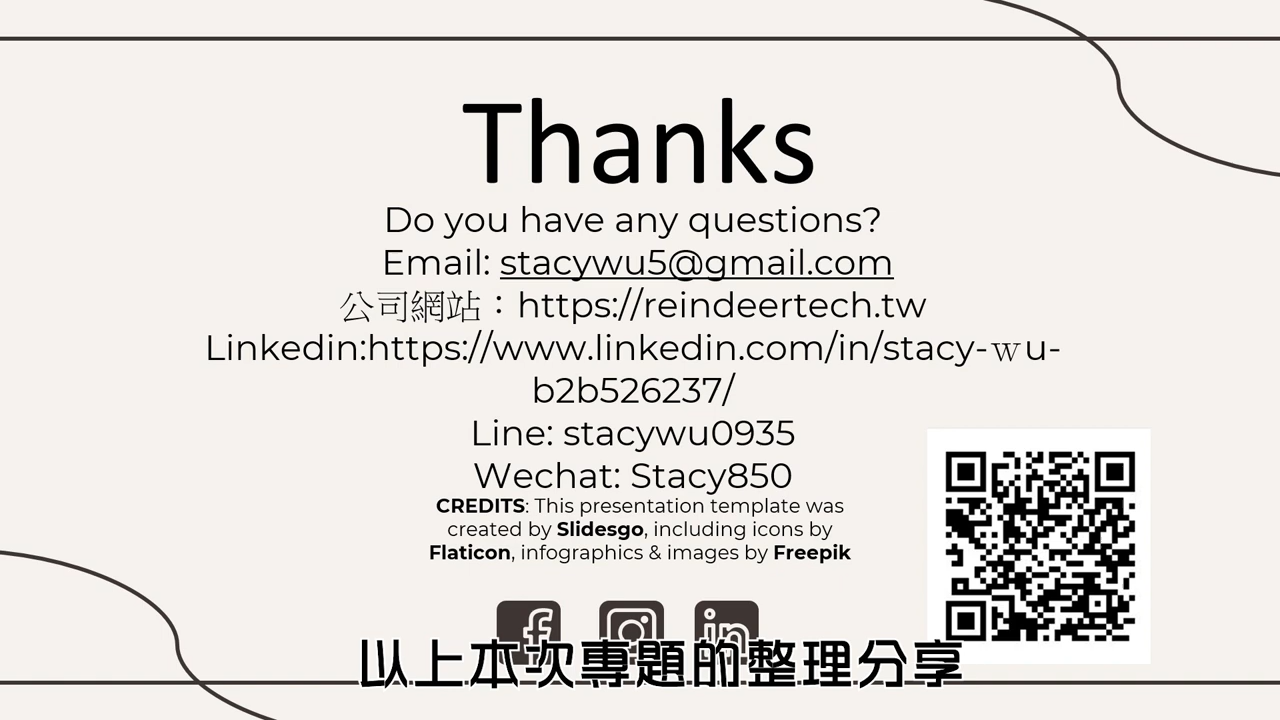 Thanks
Do you have any questions?
Email: stacywu5@gmail.com
公司網站：https://reindeertech.tw
Linkedin:https://www.linkedin.com/in/stacy-wu-
b2b526237/
Line: stacywu0935
Wechat: Stacy850
CREDITS: This presentation template was
created by Slidesgo, including icons by
Flaticon, infographics & images by Freepik
以上本次專題的整理分享